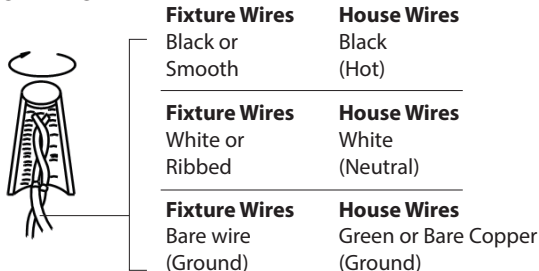 Fixture Wires House Wires
Black or Black
Smooth (Hot)
Fixture Wires House Wires
White or White
Ribbed (Neutral)
Fixture Wires House Wires
Bare wire Green or Bare Copper
(Ground) (Ground)